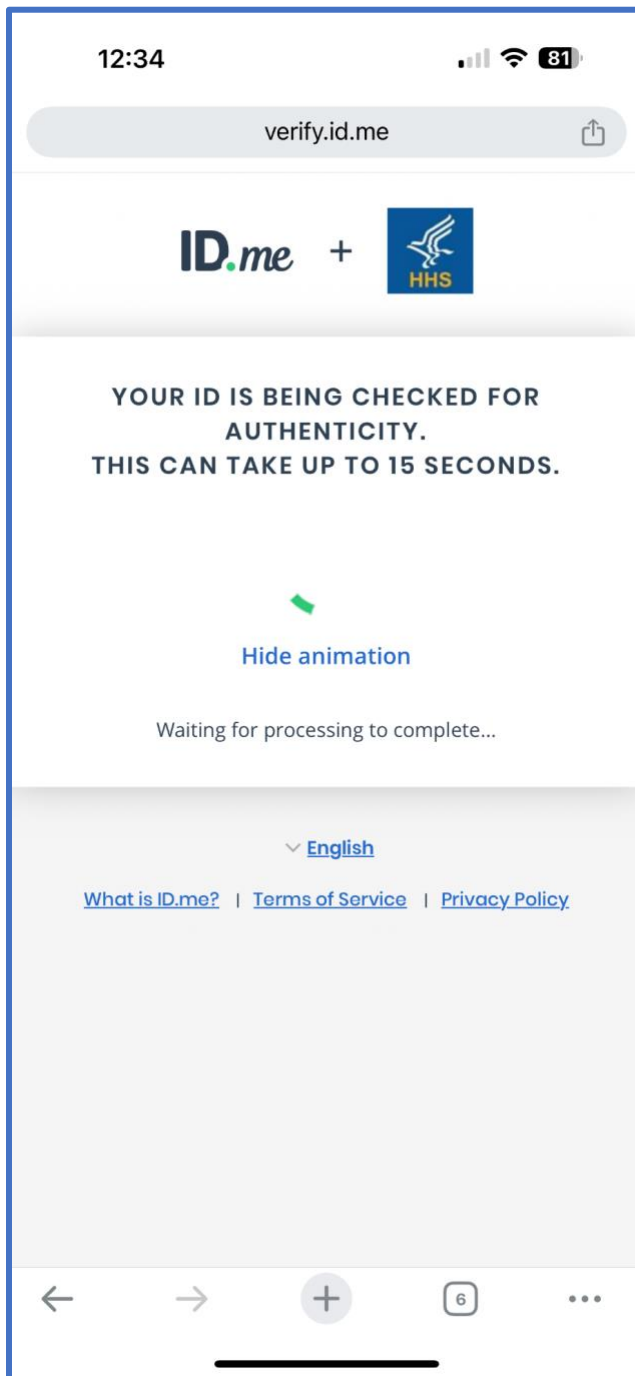 12:34
81
verify.id.me
ID.me + HHS
YOUR ID IS BEING CHECKED FOR
AUTHENTICITY.
THIS CAN TAKE UP TO 15 SECONDS.
Hide animation
Waiting for processing to complete...
English
What is ID.me? | Terms of Service | Privacy Policy
6